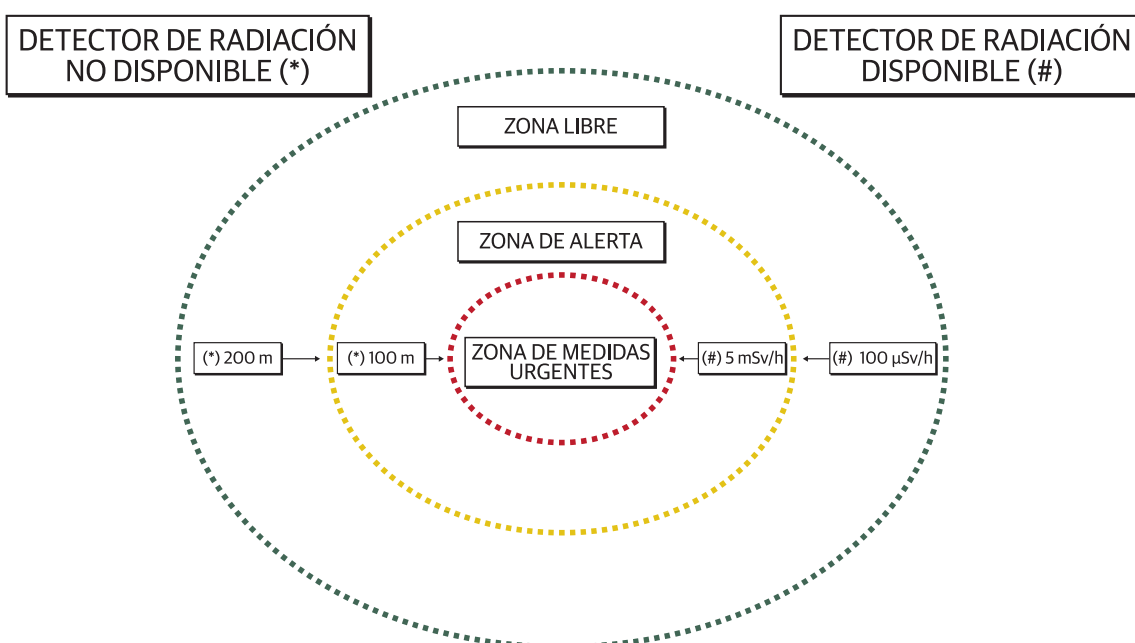 DETECTOR DE RADIACIÓN
NO DISPONIBLE (*)
DETECTOR DE RADIACIÓN
DISPONIBLE (#)
ZONA LIBRE
ZONA DE ALERTA
(*) 200 m
(*) 100 m
ZONA DE MEDIDAS
URGENTES
(#) 5 mSv/h
(#) 100 µSv/h